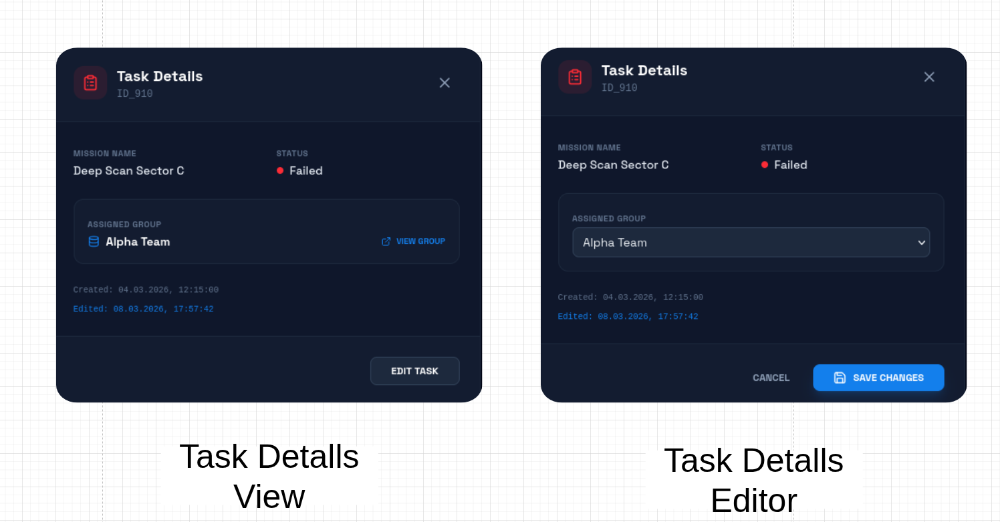 Task Details
ID_910
MISSION NAME
Deep Scan Sector C
STATUS
Failed
ASSIGNED GROUP
Alpha Team
VIEW GROUP
Created: 04.03.2026, 12:15:00
Edited: 08.03.2026, 17:57:42
EDIT TASK
Task Detalls
View
Task Details
ID_910
MISSION NAME
Deep Scan Sector C
STATUS
Failed
ASSIGNED GROUP
Alpha Team
Created: 04.03.2026, 12:15:00
Edited: 08.03.2026, 17:57:42
CANCEL
SAVE CHANGES
Task Detalls
Editor